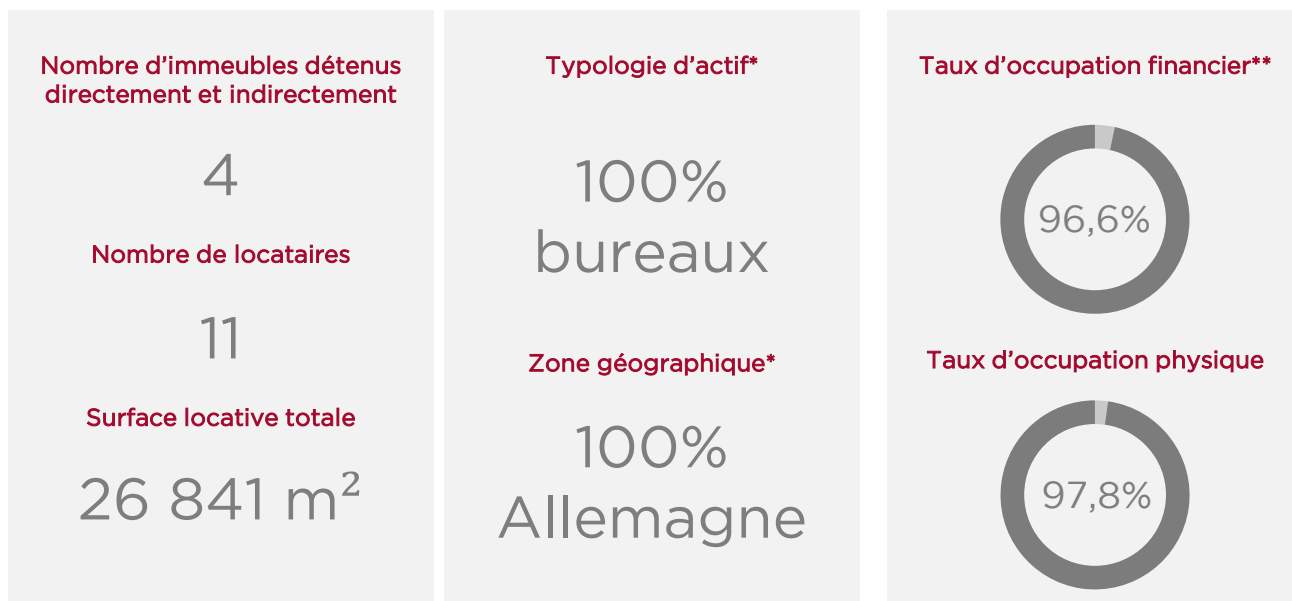 Nombre d’immeubles détenus
directement et indirectement
4
Nombre de locataires
11
Surface locative totale
26 841 m²
Typologie d’actif*
100%
bureaux
Zone géographique*
100%
Allemagne
Taux d’occupation financier**
96,6%
Taux d’occupation physique
97,8%